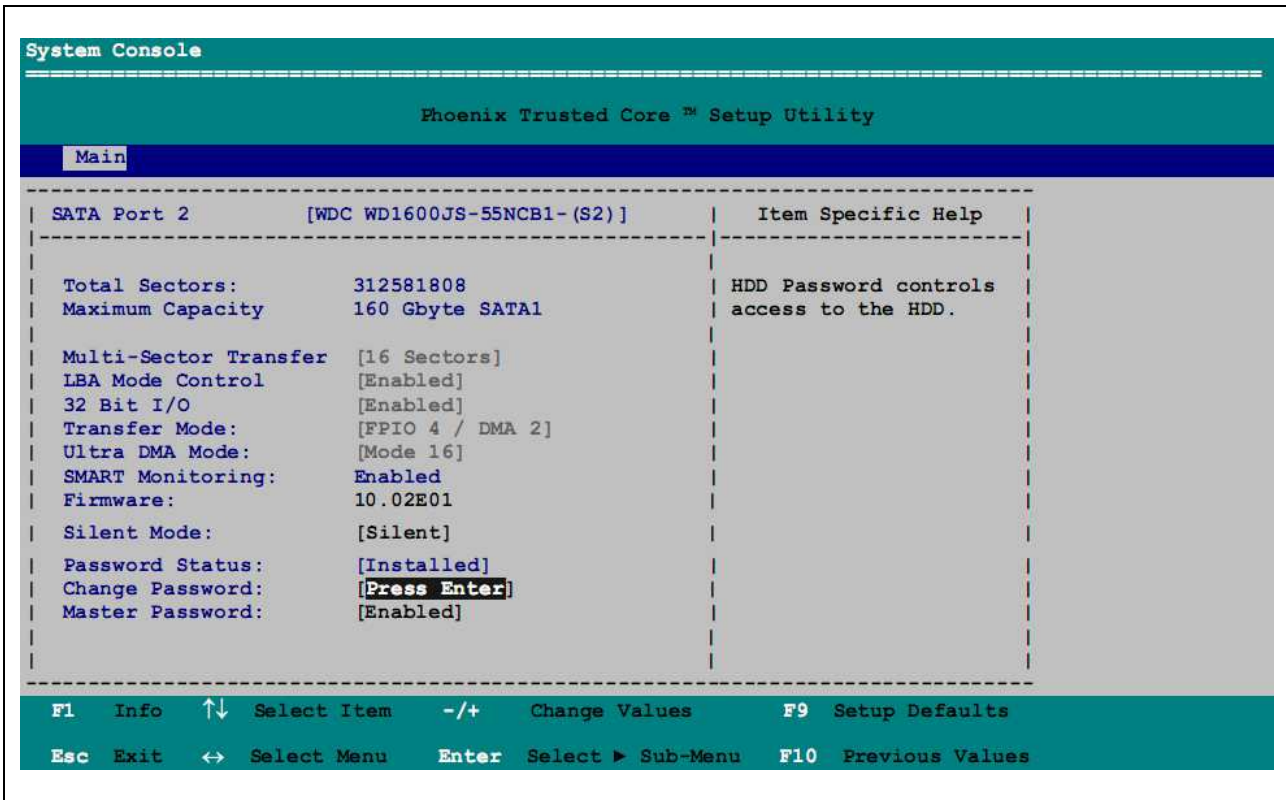 System Console
Phoenix Trusted Core ™ Setup Utility
Main
SATA Port 2 [WDC WD1600JS-55NCB1-(S2)] | Item Specific Help |
Total Sectors: 312581808 | HDD Password controls |
Maximum Capacity 160 Gbyte SATA1 | access to the HDD. |
Multi-Sector Transfer [16 Sectors]
LBA Mode Control [Enabled]
32 Bit I/O [Enabled]
Transfer Mode: [FPIO 4 / DMA 2]
Ultra DMA Mode: [Mode 16]
SMART Monitoring: Enabled
Firmware: 10.02E01
Silent Mode: [Silent]
Password Status: [Installed]
Change Password: [Press Enter]
Master Password: [Enabled]
F1 Info ↑↓ Select Item -/+ Change Values F9 Setup Defaults
Esc Exit ↔ Select Menu Enter Select ► Sub-Menu F10 Previous Values